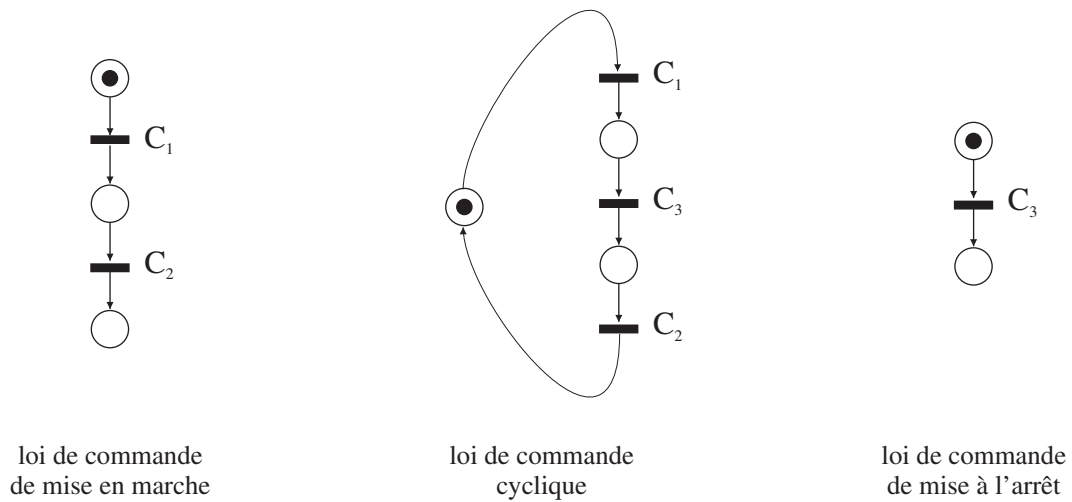 C₁
C₂
loi de commande
de mise en marche
C₁
C₃
C₂
loi de commande
cyclique
C₃
loi de commande
de mise à l'arrêt